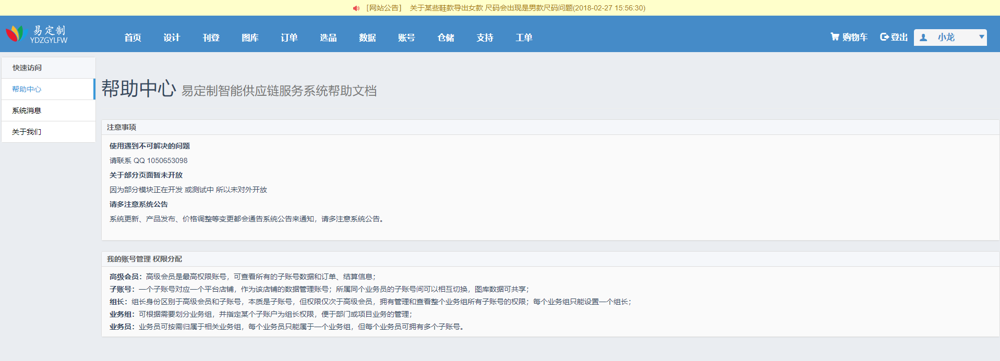 [网站公告] 关于某些鞋款导出女款 尺码会出现是男款尺码问题(2018-02-27 15:56:30)
易定制
YDZGYLFW
首页 设计 刊登 图库 订单 选品 数据 账号 仓储 支持 工单
购物车 登出 小龙
快速访问
帮助中心
系统消息
关于我们
帮助中心 易定制智能供应链服务系统帮助文档
注意事项
使用遇到不可解决的问题
请联系 QQ 1050653098
关于部分页面暂未开放
因为部分模块正在开发 或测试中 所以未对外开放
请多注意系统公告
系统更新、产品发布、价格调整等变更都会通告系统公告来通知，请多注意系统公告。
我的账号管理 权限分配
高级会员：高级会员是最高权限账号，可查看所有的子账号数据和订单、结算信息；
子账号：一个子账号对应一个平台店铺，作为该店铺的数据管理账号；所属同个业务员的子账号间可以相互切换，图库数据可共享；
组长：组长身份区别于高级会员和子账号，本质是子账号，但权限仅次于高级会员，拥有管理和查看整个业务组所有子账号的权限；每个业务组只能设置一个组长；
业务组：可根据需要划分业务组，并指定某个子账户为组长权限，便于部门或项目业务的管理；
业务员：业务员可按需归属于相关业务组，每个业务员只能属于一个业务组，但每个业务员可拥有多个子账号。